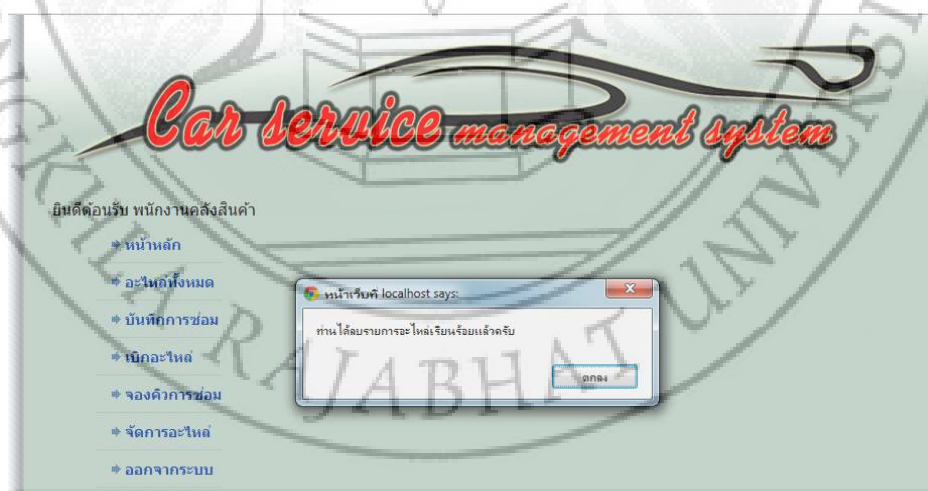 Car service management system
ยินดีต้อนรับ พนักงานคลังสินค้า
หน้าหลัก
อะไหล่ทั้งหมด
บันทึกการซ่อม
เบิกอะไหล่
จองคิวการซ่อม
จัดการอะไหล่
ออกจากระบบ
หน้าเว็บที่ localhost says:
ท่านได้ลบรายการอะไหล่เรียนร้อยแล้วครับ
ตกลง
RAJABHAT UNIVERS